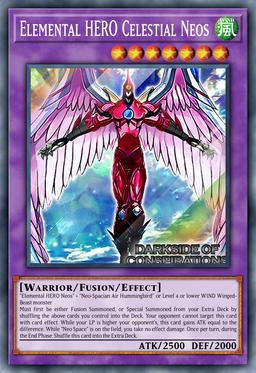 Elemental HERO Celestial Neos
風
WIND
DARKSIDE OF
CONSPIRATIONS
[WARRIOR/FUSION/EFFECT]
"Elemental HERO Neos" + "Neo-Spacian Air Hummingbird" or Level 4 or lower WIND Winged-
Beast monster
Must first be either Fusion Summoned, or Special Summoned from your Extra Deck by
shuffling the above cards you control into the Deck. Your opponent cannot target this card
with card effect. While your LP is higher your opponent's, this card gains ATK equal to the
difference. While "Neo Space" is on the field, you take no effect damage. Once per turn, during
the End Phase: Shuffle this card into the Extra Deck.
ATK/2500 DEF/2000